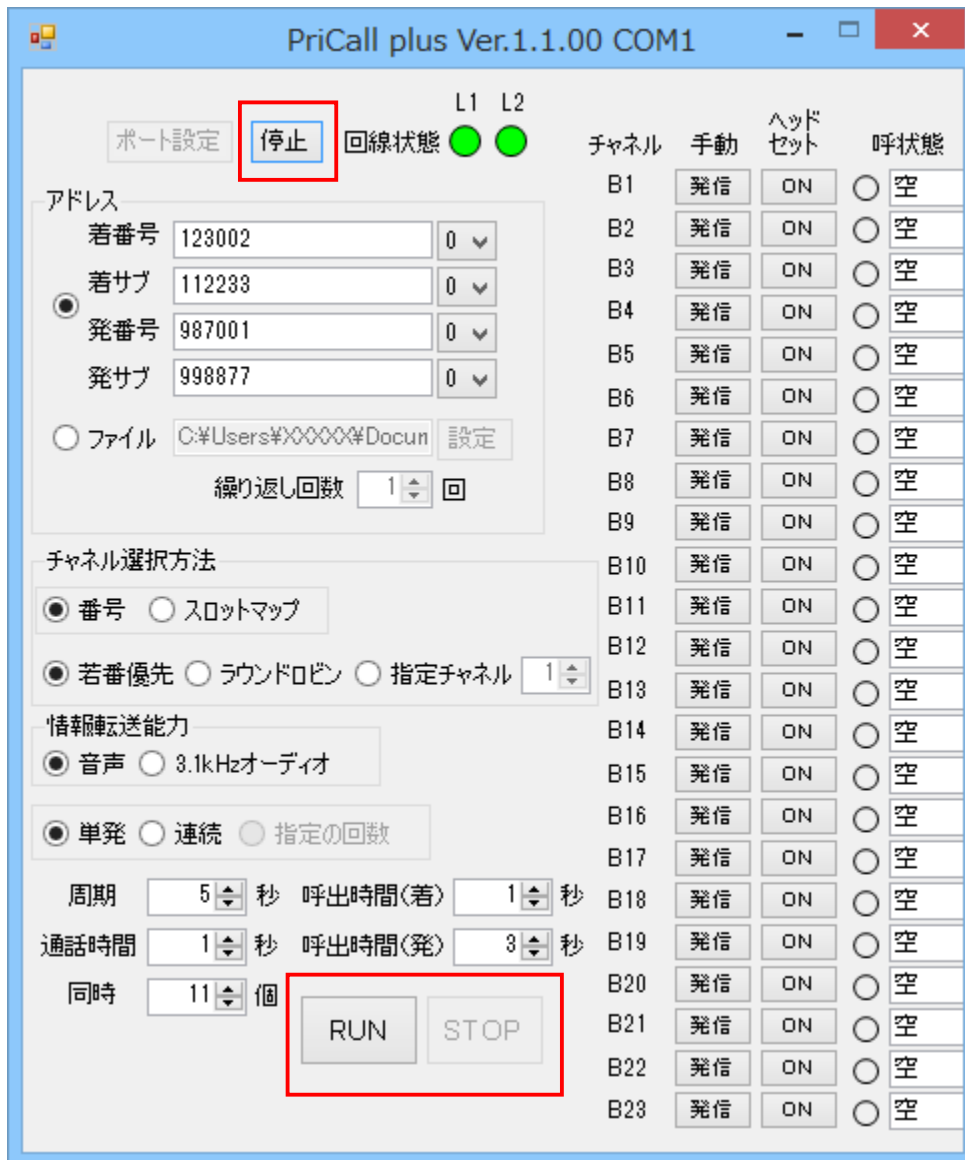 PriCall plus Ver.1.1.00 COM1
ポート設定 停止 回線状態 L1 L2
アドレス
着番号 123002 0
着サブ 112233 0
発番号 987001 0
発サブ 998877 0
ファイル C:¥Users¥XXXXX¥Docum 設定
繰り返し回数 1 回
チャネル選択方法
番号 スロットマップ
若番優先 ラウンドロビン 指定チャネル 1
情報転送能力
音声 3.1kHzオーディオ
単発 連続 指定の回数
周期 5 秒 呼出時間(着) 1 秒
通話時間 1 秒 呼出時間(発) 3 秒
同時 11 個
RUN STOP
チャネル 手動 ヘッドセット 呼状態
B1 発信 ON 空
B2 発信 ON 空
B3 発信 ON 空
B4 発信 ON 空
B5 発信 ON 空
B6 発信 ON 空
B7 発信 ON 空
B8 発信 ON 空
B9 発信 ON 空
B10 発信 ON 空
B11 発信 ON 空
B12 発信 ON 空
B13 発信 ON 空
B14 発信 ON 空
B15 発信 ON 空
B16 発信 ON 空
B17 発信 ON 空
B18 発信 ON 空
B19 発信 ON 空
B20 発信 ON 空
B21 発信 ON 空
B22 発信 ON 空
B23 発信 ON 空